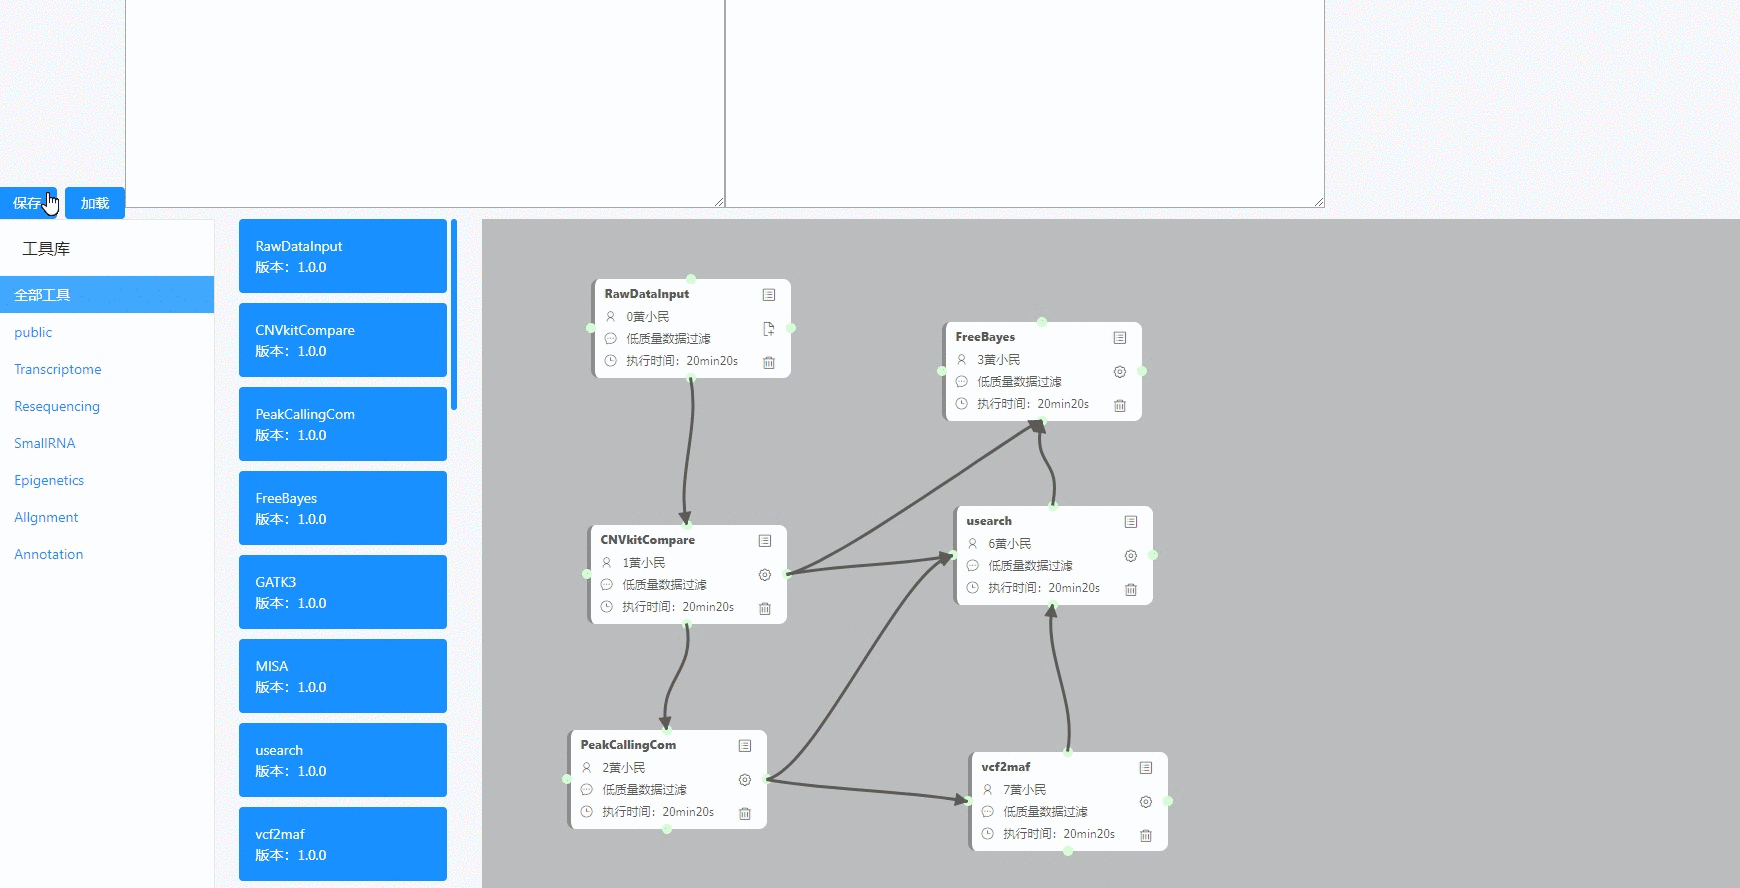 保存
加载
工具库
全部工具
public
Transcriptome
Resequencing
SmallRNA
Epigenetics
Allgnment
Annotation
RawDataInput
版本：1.0.0
CNVkitCompare
版本：1.0.0
PeakCallingCom
版本：1.0.0
FreeBayes
版本：1.0.0
GATK3
版本：1.0.0
MISA
版本：1.0.0
usearch
版本：1.0.0
vcf2maf
版本：1.0.0
RawDataInput
0黄小民
低质量数据过滤
执行时间：20min20s
FreeBayes
3黄小民
低质量数据过滤
执行时间：20min20s
CNVkitCompare
1黄小民
低质量数据过滤
执行时间：20min20s
usearch
6黄小民
低质量数据过滤
执行时间：20min20s
PeakCallingCom
2黄小民
低质量数据过滤
执行时间：20min20s
vcf2maf
7黄小民
低质量数据过滤
执行时间：20min20s